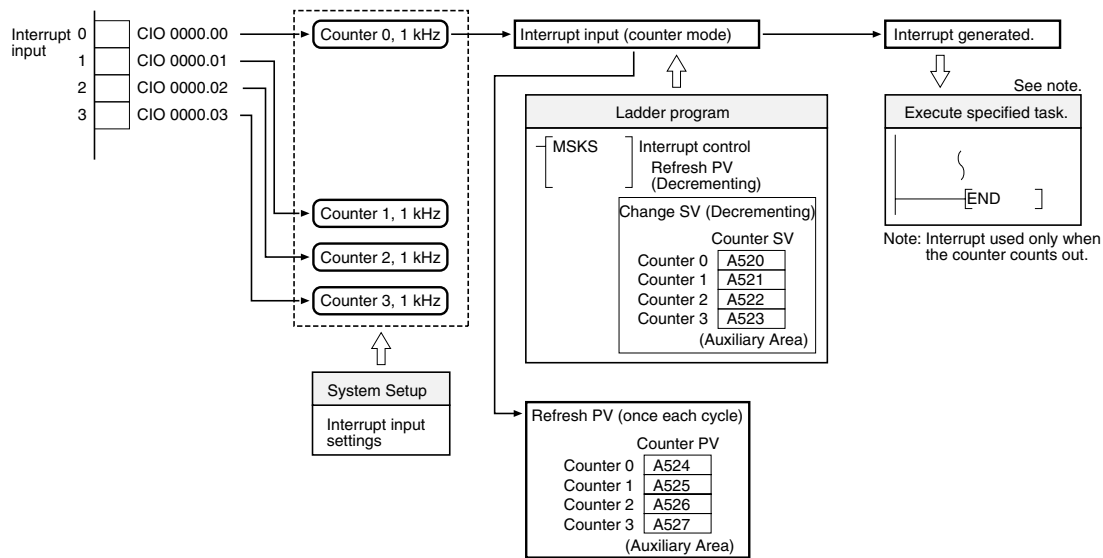 Interrupt
input
0
1
2
3
CIO 0000.00
CIO 0000.01
CIO 0000.02
CIO 0000.03
Counter 0, 1 kHz
Counter 1, 1 kHz
Counter 2, 1 kHz
Counter 3, 1 kHz
System Setup
Interrupt input
settings
Interrupt input (counter mode)
Ladder program
MSKS
Interrupt control
Refresh PV
(Decrementing)
Change SV (Decrementing)
Counter SV
Counter 0 A520
Counter 1 A521
Counter 2 A522
Counter 3 A523
(Auxiliary Area)
Refresh PV (once each cycle)
Counter PV
Counter 0 A524
Counter 1 A525
Counter 2 A526
Counter 3 A527
(Auxiliary Area)
Interrupt generated.
See note.
Execute specified task.
END
Note: Interrupt used only when
the counter counts out.